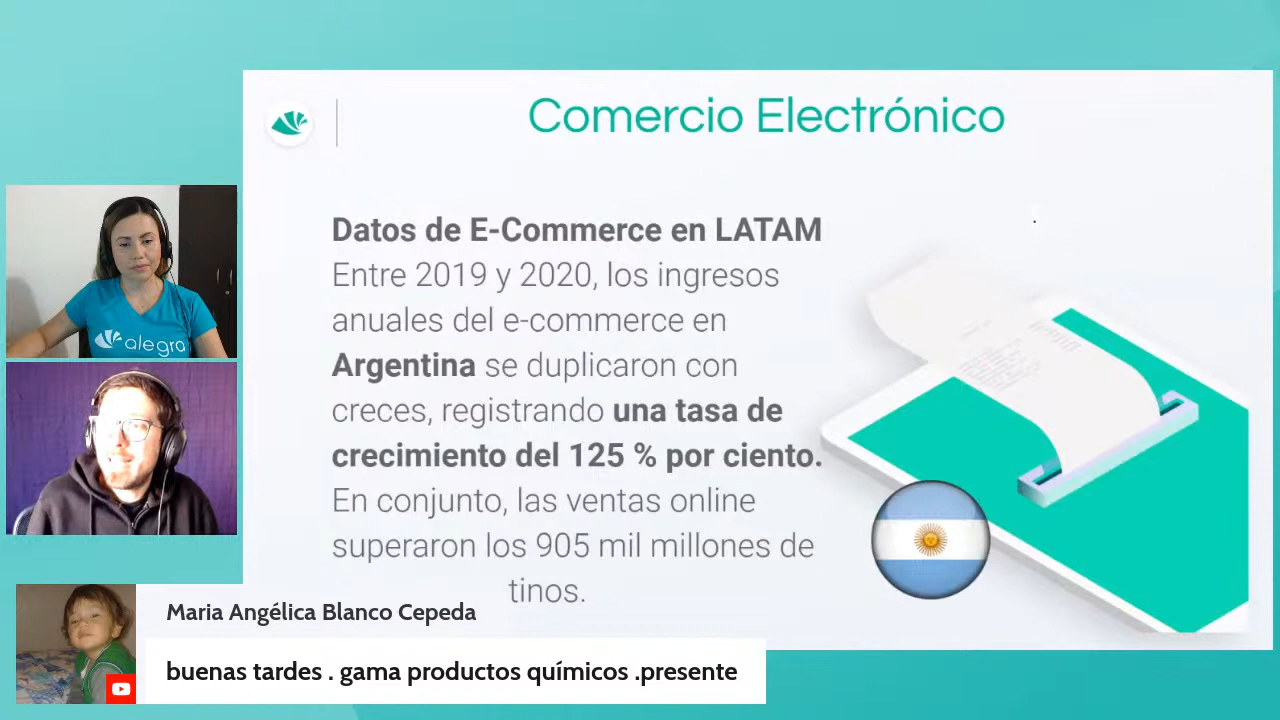 Comercio Electrónico
Datos de E-Commerce en LATAM
Entre 2019 y 2020, los ingresos
anuales del e-commerce en
Argentina se duplicaron con
creces, registrando una tasa de
crecimiento del 125 % por ciento.
En conjunto, las ventas online
superaron los 905 mil millones de
tinos.
alegra
Maria Angélica Blanco Cepeda
buenas tardes . gama productos químicos .presente